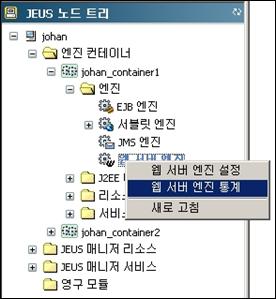 JEUS 노드 트리
johan
엔진 컨테이너
johan_container1
엔진
EJB 엔진
서블릿 엔진
JMS 엔진
웹 서버 엔진
웹 서버 엔진 설정
J2EE
웹 서버 엔진 통계
리소
서비스
새로 고침
johan_container2
JEUS 매니저 리소스
JEUS 매니저 서비스
영구 모듈